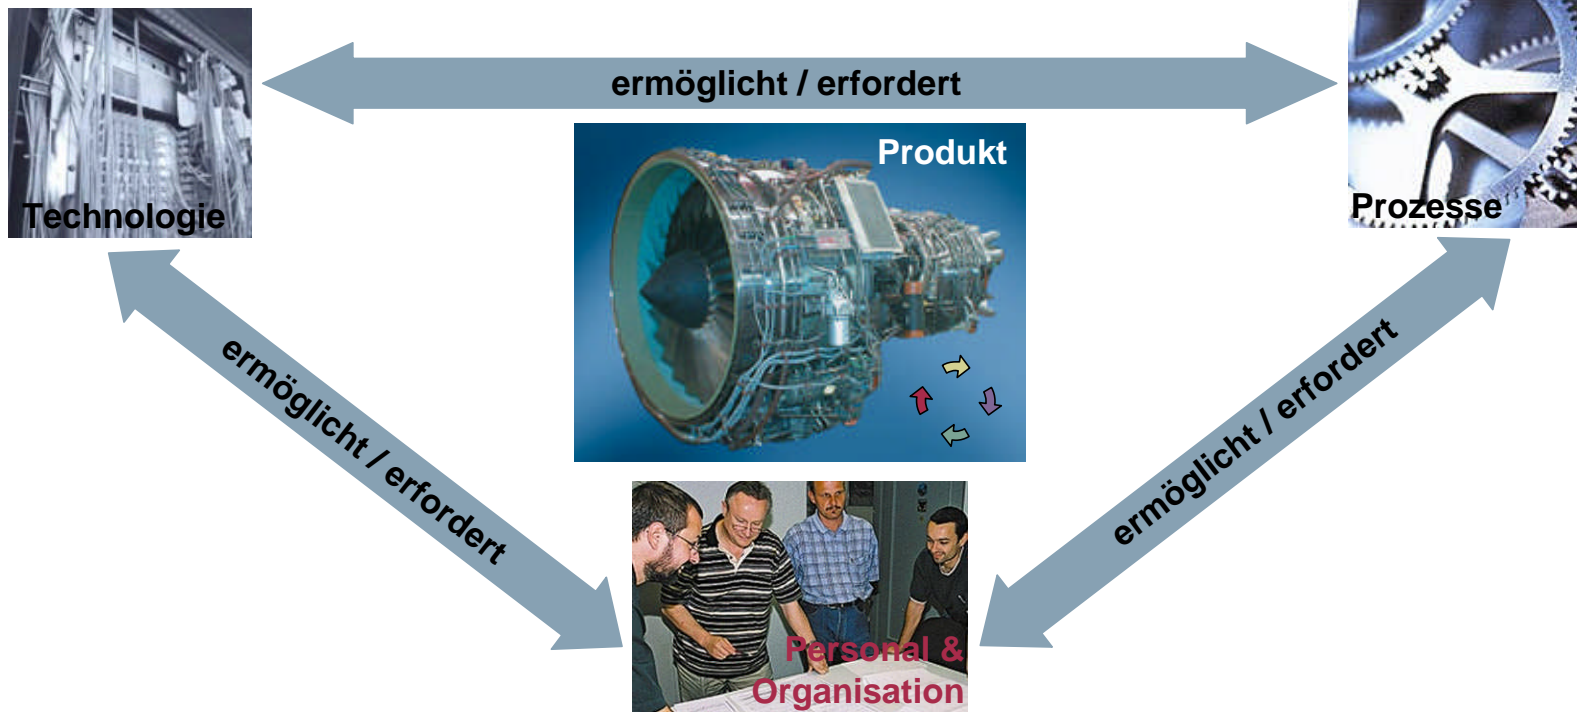 ermöglicht / erfordert
Produkt
Technologie
Prozesse
ermöglicht / erfordert
ermöglicht / erfordert
Personal &
Organisation